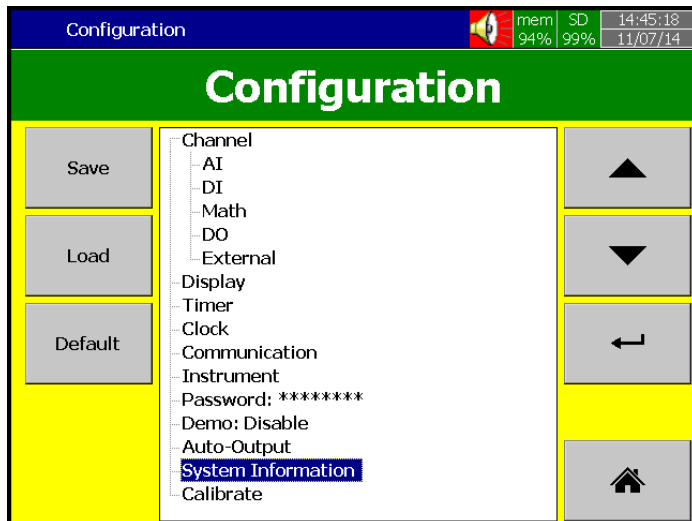 Configuration
mem SD 14:45:18
94% 99% 11/07/14
Configuration
Save
Load
Default
Channel
AI
DI
Math
DO
External
Display
Timer
Clock
Communication
Instrument
Password: ********
Demo: Disable
Auto-Output
System Information
Calibrate